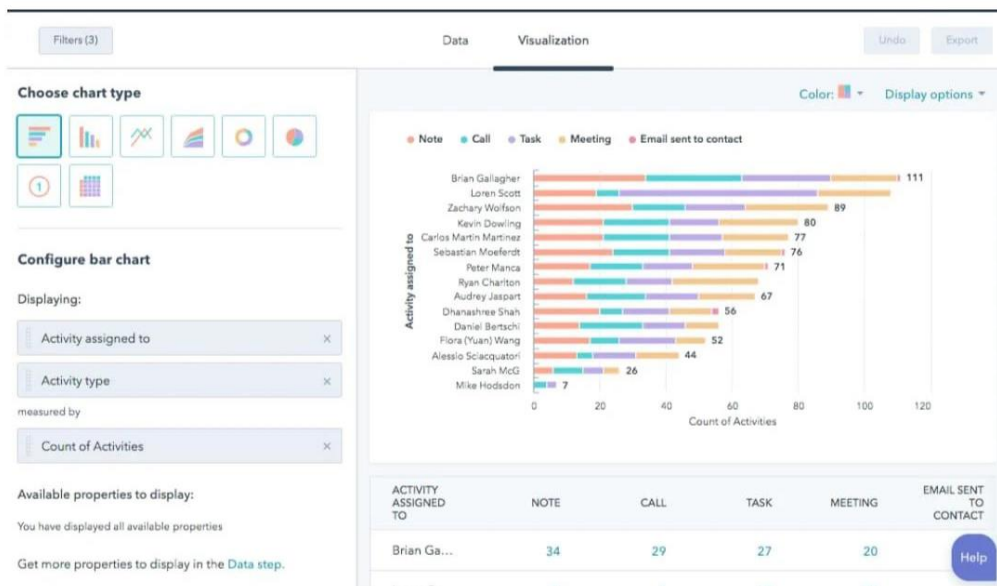 Filters (3)
Data
Visualization
Undo
Export
Choose chart type
1
Configure bar chart
Displaying:
Activity assigned to ×
Activity type ×
measured by
Count of Activities ×
Available properties to display:
You have displayed all available properties
Get more properties to display in the Data step.
Color:
Display options
Note Call Task Meeting Email sent to contact
Activity assigned to
Brian Gallagher 111
Loren Scott
Zachary Wolfson 89
Kevin Dowling 80
Carlos Martin Martinez 77
Sebastian Moeferdt 76
Peter Manca 71
Ryan Charlton
Audrey Jaspart 67
Dhanashree Shah 56
Daniel Bertschi
Flora (Yuan) Wang 52
Alessio Sciacquatori 44
Sarah McG 26
Mike Hodsdon 7
0 20 40 60 80 100 120
Count of Activities
ACTIVITY ASSIGNED TO NOTE CALL TASK MEETING EMAIL SENT TO CONTACT
Brian Ga... 34 29 27 20
Help